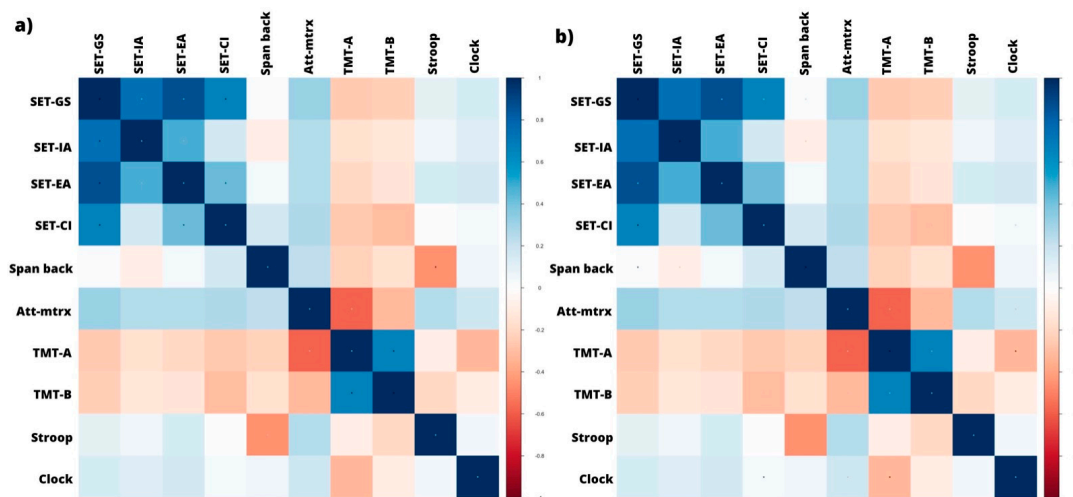 a)
SET-GS SET-IA SET-EA SET-CI Span back Att-mtrx TMT-A TMT-B Stroop Clock
SET-GS
SET-IA
SET-EA
SET-CI
Span back
Att-mtrx
TMT-A
TMT-B
Stroop
Clock
1
0.8
0.6
0.4
0.2
0
-0.2
-0.4
-0.6
-0.8
b)
SET-GS SET-IA SET-EA SET-CI Span back Att-mtrx TMT-A TMT-B Stroop Clock
SET-GS
SET-IA
SET-EA
SET-CI
Span back
Att-mtrx
TMT-A
TMT-B
Stroop
Clock